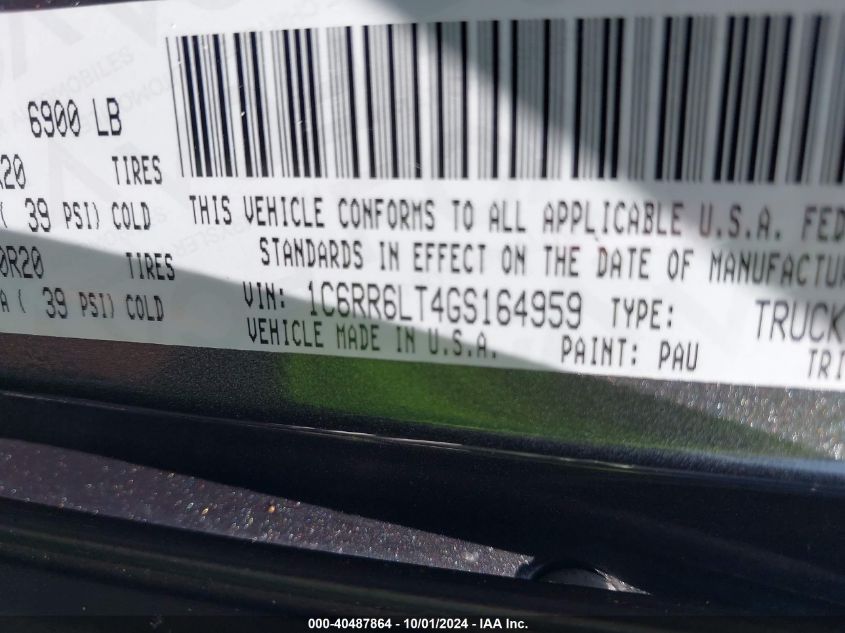 6900 LB
R20 TIRES
( 39 PSI) COLD
0R20 TIRES
A ( 39 PSI) COLD
THIS VEHICLE CONFORMS TO ALL APPLICABLE U.S.A. FED
STANDARDS IN EFFECT ON THE DATE OF MANUFACTU
VIN: 1C6RR6LT4GS164959 TYPE: TRUCK
VEHICLE MADE IN U.S.A. PAINT: PAU TRI
000-40487864 - 10/01/2024 - IAA Inc.